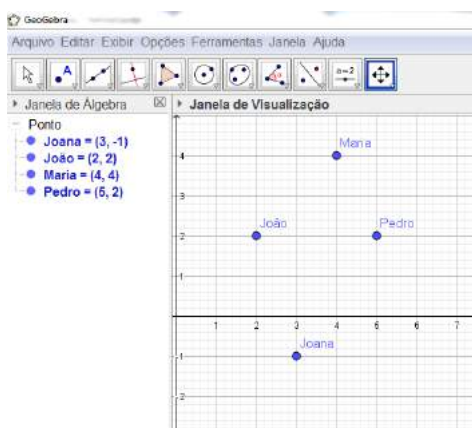 GeoGebra
Arquivo Editar Exibir Opções Ferramentas Janela Ajuda
A
a=2
Janela de Álgebra
Janela de Visualização
Ponto
Joana = (3, -1)
João = (2, 2)
Maria = (4, 4)
Pedro = (5, 2)
Maria
4
3
João
Pedro
2
1
1 2 3 4 5 6 7
Joana
-1
-2